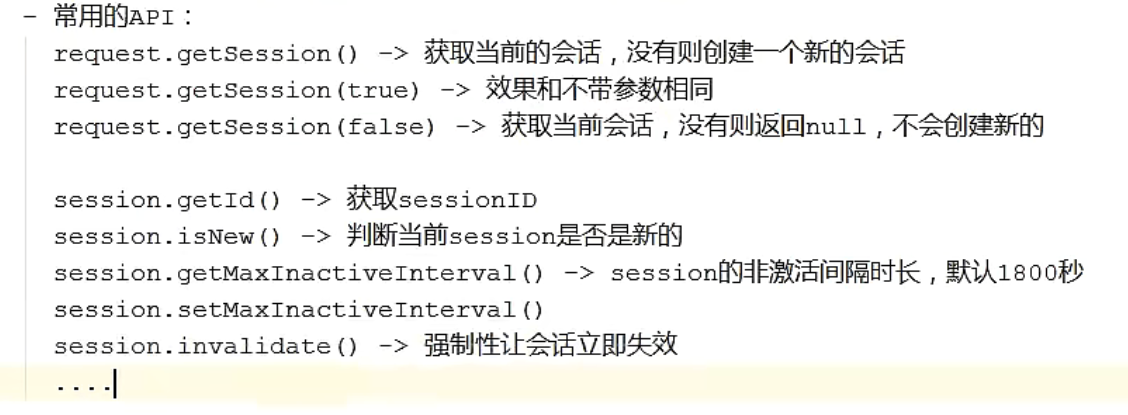 - 常用的API：
request.getSession() -> 获取当前的会话，没有则创建一个新的会话
request.getSession(true) -> 效果和不带参数相同
request.getSession(false) -> 获取当前会话，没有则返回null，不会创建新的
session.getId() -> 获取sessionID
session.isNew() -> 判断当前session是否是新的
session.getMaxInactiveInterval() -> session的非激活间隔时长，默认1800秒
session.setMaxInactiveInterval()
session.invalidate() -> 强制性让会话立即失效
....